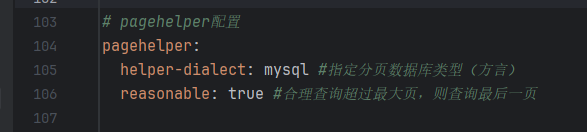 103 # pagehelper配置
104 pagehelper:
105   helper-dialect: mysql #指定分页数据库类型（方言）
106   reasonable: true #合理查询超过最大页，则查询最后一页
107